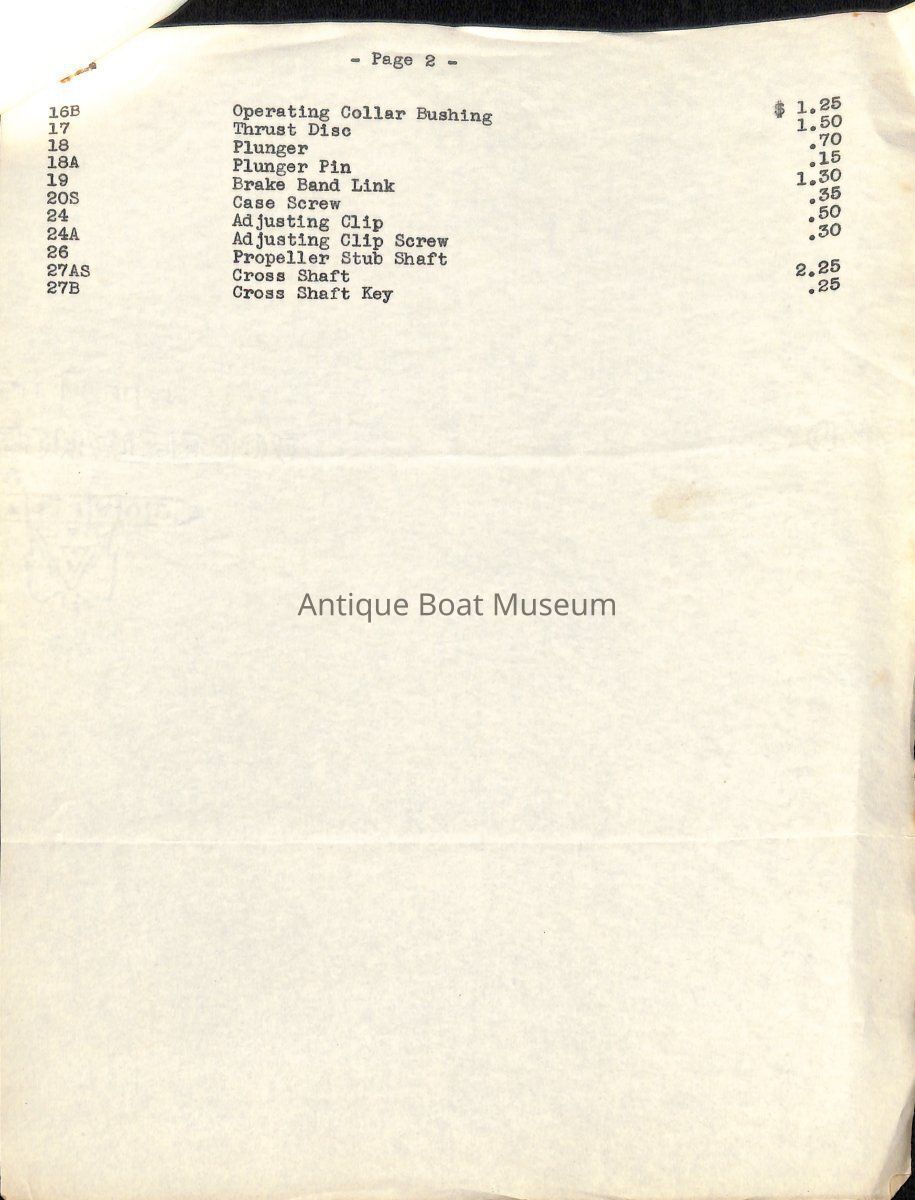 - Page 2 -
16B Operating Collar Bushing $ 1.25
17 Thrust Disc 1.50
18 Plunger .70
18A Plunger Pin .15
19 Brake Band Link 1.30
20S Case Screw .35
24 Adjusting Clip .50
24A Adjusting Clip Screw .30
26 Propeller Stub Shaft
27AS Cross Shaft 2.25
27B Cross Shaft Key .25
Antique Boat Museum